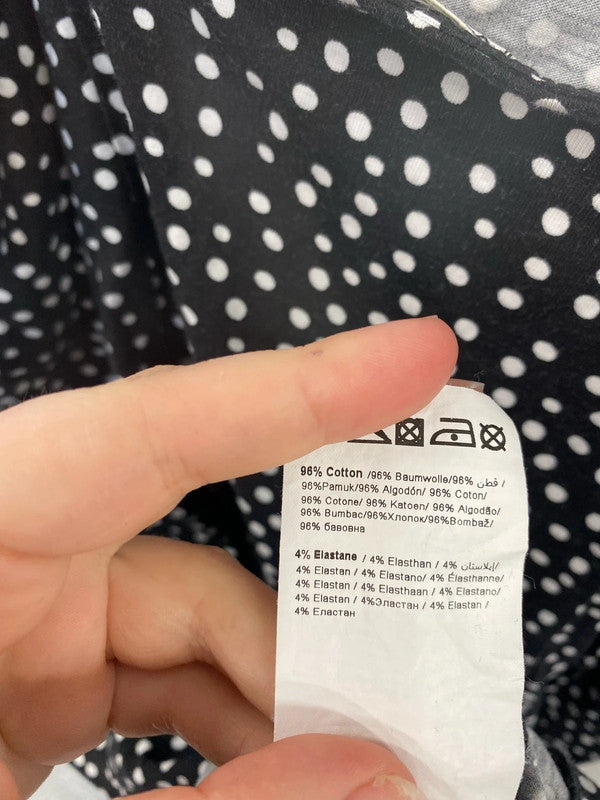 96% Cotton /96% Baumwolle/96% قطن /
96%Pamuk/96% Algodón/ 96% Coton/
96% Cotone/ 96% Katoen/ 96% Algodão/
96% Bumbac/96%Хлопок/96%Bombaž/
96% бавовна
4% Elastane / 4% Elasthan / 4% إيلاستان/
4% Elastan / 4% Elastano/ 4% Élasthanne/
4% Elastan / 4% Elasthaan / 4% Elastano/
4% Elastan / 4%Эластан / 4% Elastan /
4% Еластан